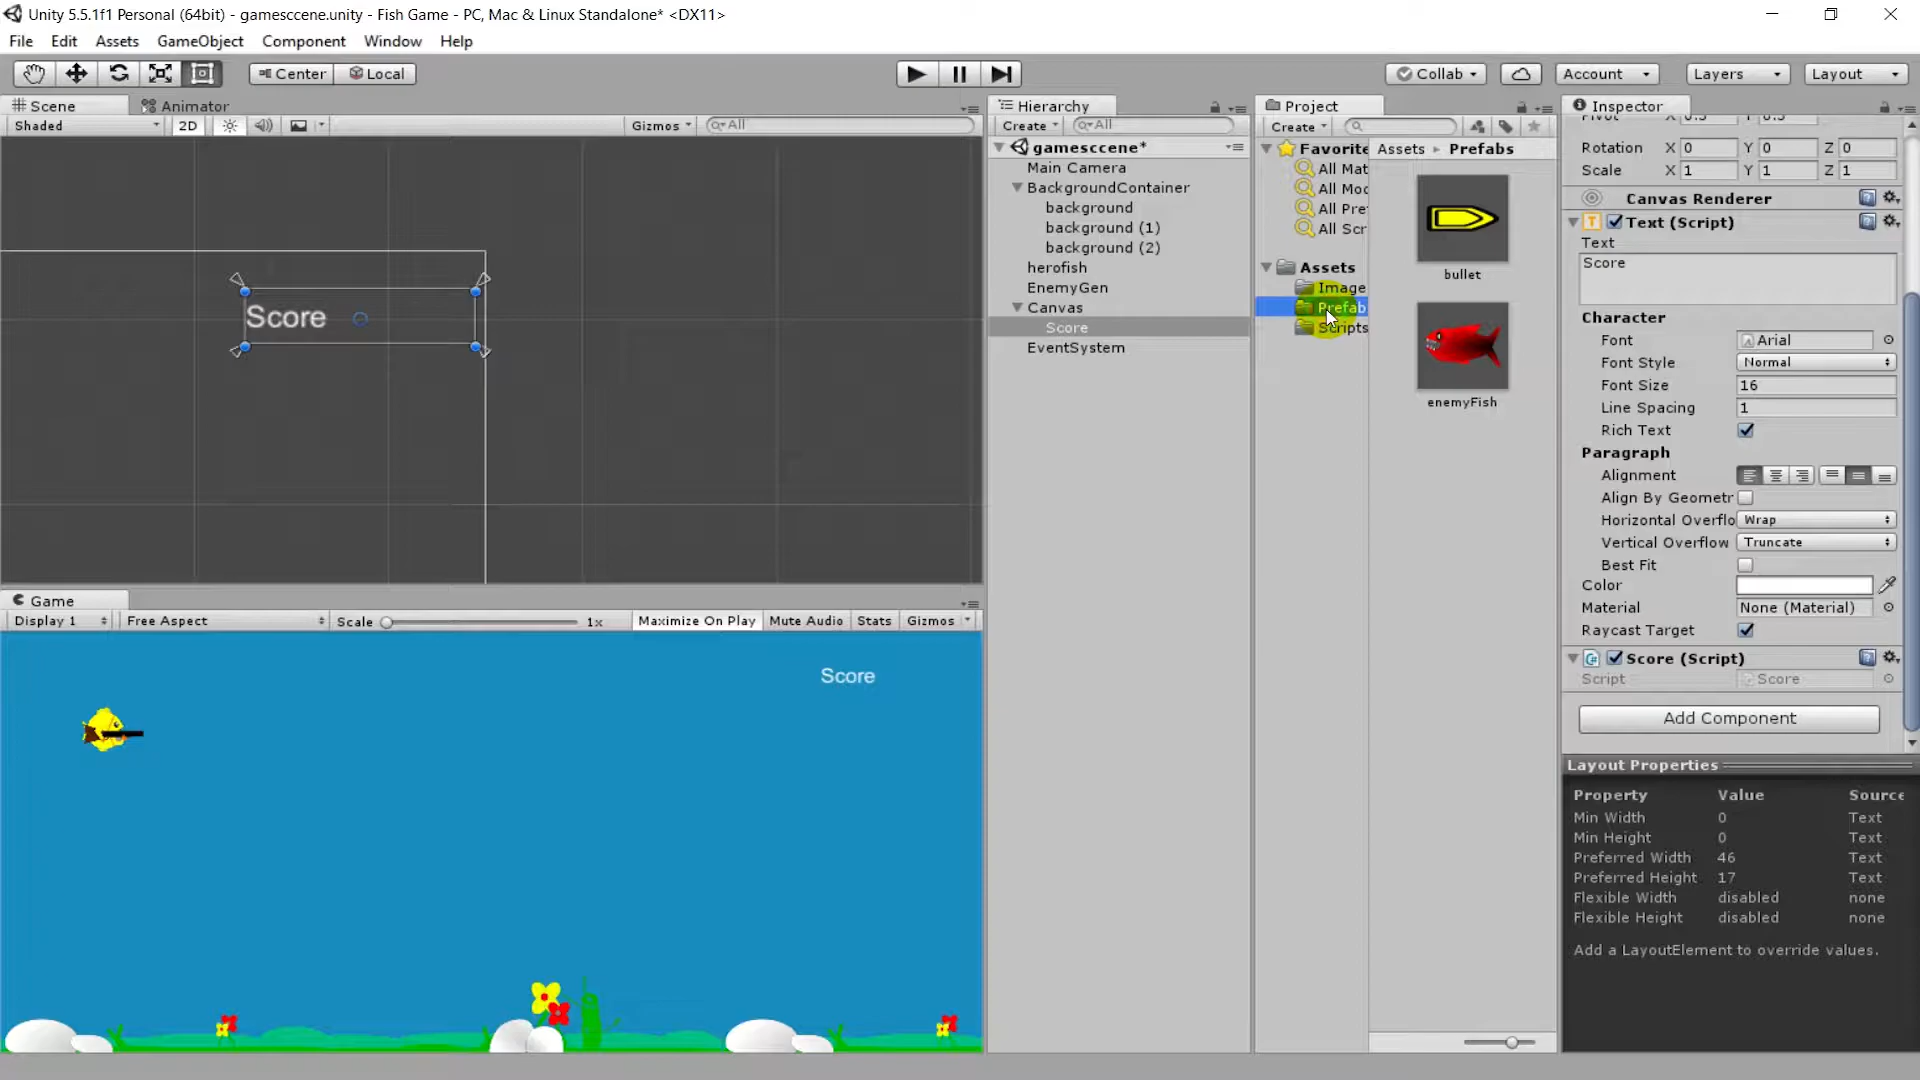 Unity 5.5.1f1 Personal (64bit) - gamesccene.unity - Fish Game - PC, Mac & Linux Standalone* <DX11>
File Edit Assets GameObject Component Window Help
Center Local Collab Account Layers Layout
Scene Animator
Shaded 2D Gizmos All
Score
Game
Display 1 Free Aspect Scale 1x Maximize On Play Mute Audio Stats Gizmos
Score
Hierarchy
Create All
gamesccene*
Main Camera
BackgroundContainer
background
background (1)
background (2)
herofish
EnemyGen
Canvas
Score
EventSystem
Project
Create
Favorite
All Mat
All Moc
All Pre
All Scr
Assets
Image
Prefab
Scripts
Assets Prefabs
bullet
enemyFish
Inspector
Pivot X 0.5 Y 0.5
Rotation X 0 Y 0 Z 0
Scale X 1 Y 1 Z 1
Canvas Renderer
Text (Script)
Text
Score
Character
Font Arial
Font Style Normal
Font Size 16
Line Spacing 1
Rich Text
Paragraph
Alignment
Align By Geometr
Horizontal Overflo Wrap
Vertical Overflow Truncate
Best Fit
Color
Material None (Material)
Raycast Target
Score (Script)
Script Score
Add Component
Layout Properties
Property Value Source
Min Width 0 Text
Min Height 0 Text
Preferred Width 46 Text
Preferred Height 17 Text
Flexible Width disabled none
Flexible Height disabled none
Add a LayoutElement to override values.